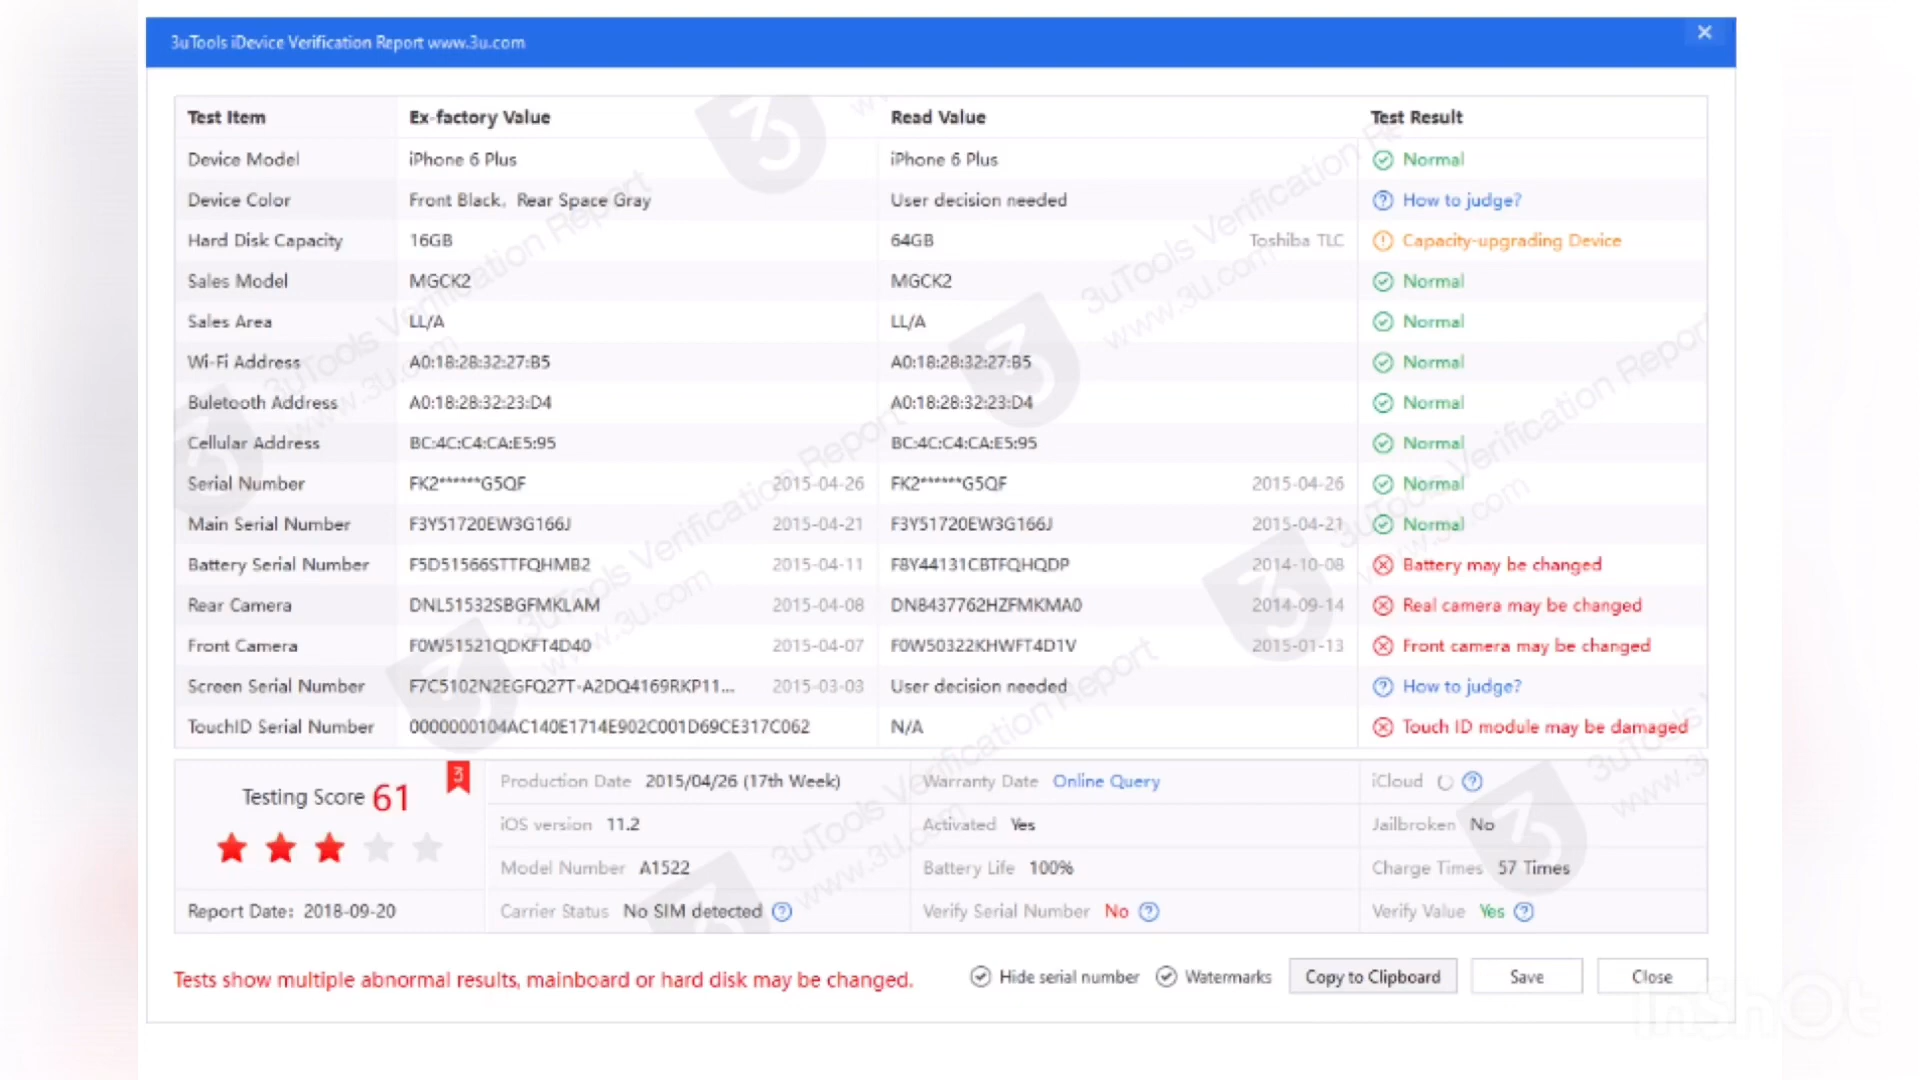 3uTools iDevice Verification Report www.3u.com
Test Item Ex-factory Value Read Value Test Result
Device Model iPhone 6 Plus iPhone 6 Plus Normal
Device Color Front Black, Rear Space Gray User decision needed How to judge?
Hard Disk Capacity 16GB 64GB Toshiba TLC Capacity-upgrading Device
Sales Model MGCK2 MGCK2 Normal
Sales Area LL/A LL/A Normal
Wi-Fi Address A0:18:28:32:27:B5 A0:18:28:32:27:B5 Normal
Buletooth Address A0:18:28:32:23:D4 A0:18:28:32:23:D4 Normal
Cellular Address BC:4C:C4:CA:E5:95 BC:4C:C4:CA:E5:95 Normal
Serial Number FK2******G5QF 2015-04-26 FK2******G5QF 2015-04-26 Normal
Main Serial Number F3Y51720EW3G166J 2015-04-21 F3Y51720EW3G166J 2015-04-21 Normal
Battery Serial Number F5D51566STTFQHMB2 2015-04-11 F8Y44131CBTFQHQDP 2014-10-08 Battery may be changed
Rear Camera DNL51532SBGFMKLAM 2015-04-08 DN8437762HZFMKMA0 2014-09-14 Real camera may be changed
Front Camera F0W51521QDKFT4D40 2015-04-07 F0W50322KHWFT4D1V 2015-01-13 Front camera may be changed
Screen Serial Number F7C5102N2EGFQ27T-A2DQ4169RKP11... 2015-03-03 User decision needed How to judge?
TouchID Serial Number 0000000104AC140E1714E902C001D69CE317C062 N/A Touch ID module may be damaged
Testing Score 61 3
Production Date 2015/04/26 (17th Week) Warranty Date Online Query iCloud
iOS version 11.2 Activated Yes Jailbroken No
Model Number A1522 Battery Life 100% Charge Times 57 Times
Report Date: 2018-09-20 Carrier Status No SIM detected Verify Serial Number No Verify Value Yes
Tests show multiple abnormal results, mainboard or hard disk may be changed. Hide serial number Watermarks Copy to Clipboard Save Close
3uTools Verification Report
www.3u.com
InShOt